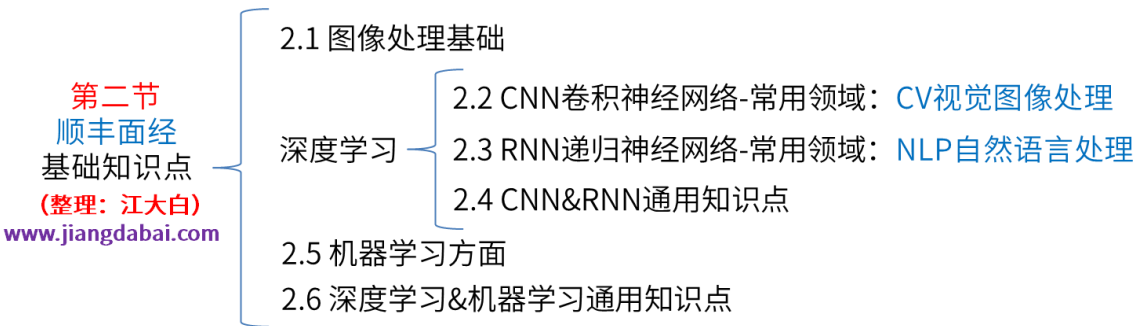 第二节
顺丰面经
基础知识点
（整理：江大白）
www.jiangdabai.com
2.1 图像处理基础
深度学习
2.2 CNN卷积神经网络-常用领域：CV视觉图像处理
2.3 RNN递归神经网络-常用领域：NLP自然语言处理
2.4 CNN&RNN通用知识点
2.5 机器学习方面
2.6 深度学习&机器学习通用知识点